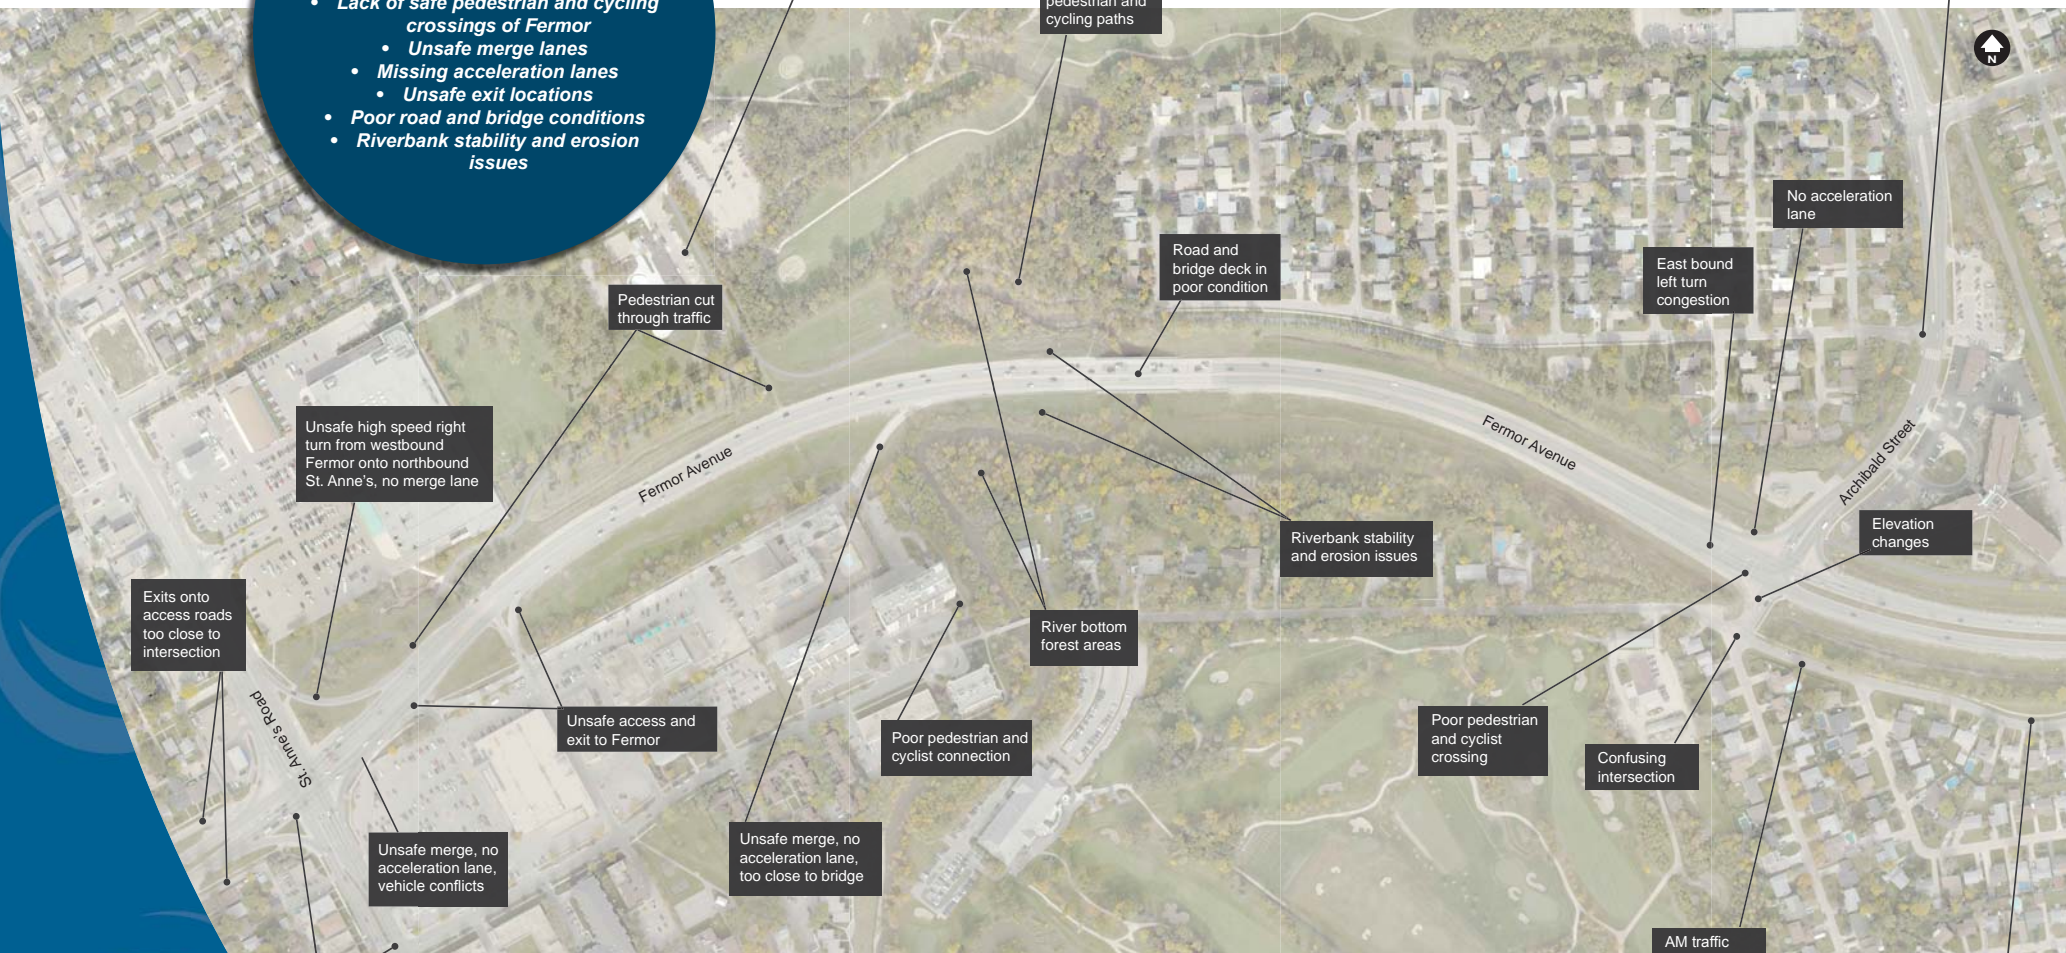 • Lack of safe pedestrian and cycling
crossings of Fermor
• Unsafe merge lanes
• Missing acceleration lanes
• Unsafe exit locations
• Poor road and bridge conditions
• Riverbank stability and erosion
issues
pedestrian and
cycling paths
N
No acceleration
lane
Road and
bridge deck in
poor condition
East bound
left turn
congestion
Pedestrian cut
through traffic
Unsafe high speed right
turn from westbound
Fermor onto northbound
St. Anne's, no merge lane
Fermor Avenue
Fermor Avenue
Archibald Street
Elevation
changes
Riverbank stability
and erosion issues
Exits onto
access roads
too close to
intersection
River bottom
forest areas
St. Anne's Road
Unsafe access and
exit to Fermor
Poor pedestrian and
cyclist connection
Poor pedestrian
and cyclist
crossing
Confusing
intersection
Unsafe merge, no
acceleration lane,
vehicle conflicts
Unsafe merge, no
acceleration lane,
too close to bridge
AM traffic